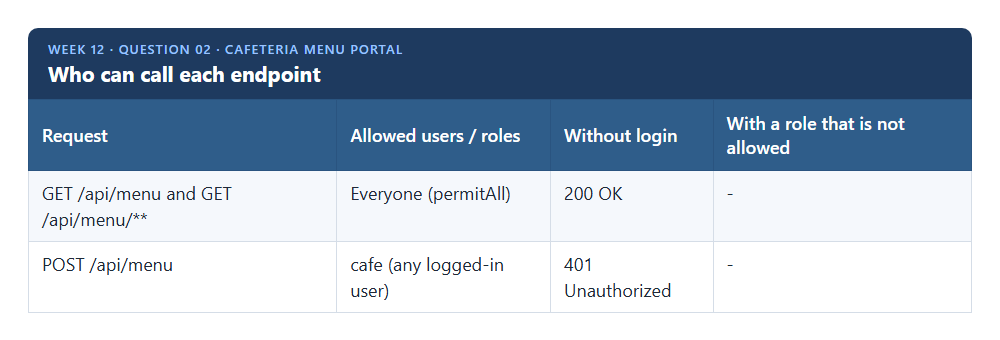 WEEK 12 · QUESTION 02 · CAFETERIA MENU PORTAL
Who can call each endpoint
Request
Allowed users / roles
Without login
With a role that is not
allowed
GET /api/menu and GET
/api/menu/**
Everyone (permitAll)
200 OK
-
POST /api/menu
cafe (any logged-in
user)
401
Unauthorized
-